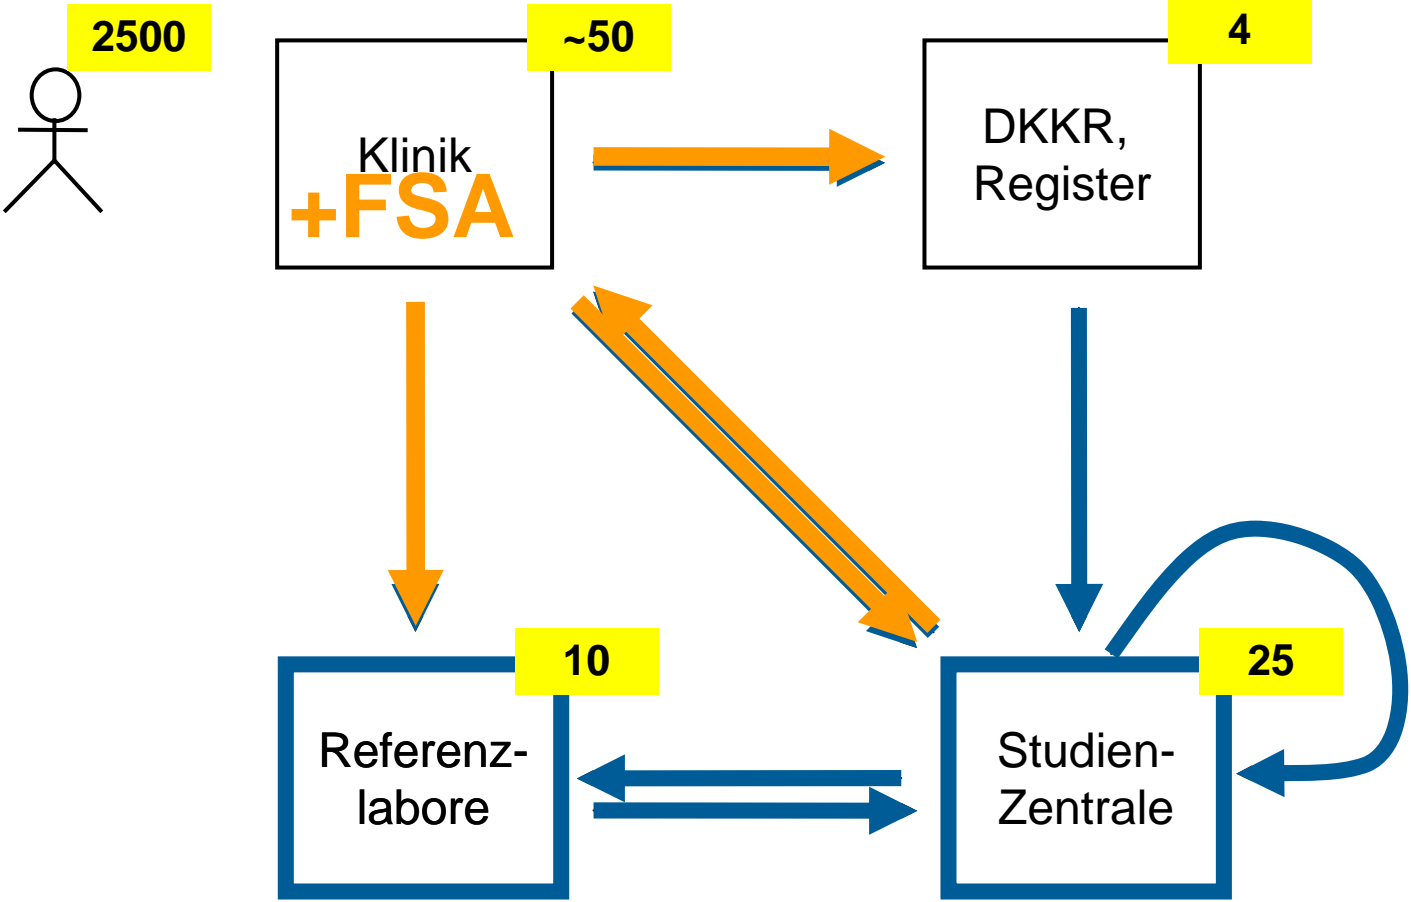 2500
~50
4
Klinik
+FSA
DKKR,
Register
10
25
Referenz-
labore
Studien-
Zentrale